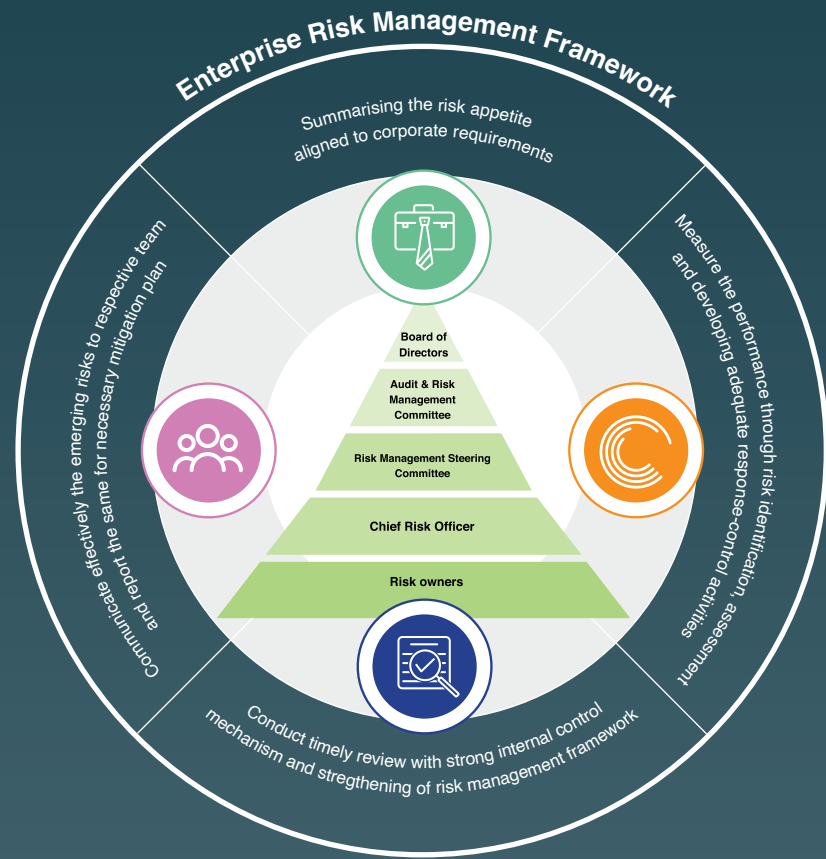 Enterprise Risk Management Framework
Summarising the risk appetite
aligned to corporate requirements
Measure the performance through risk identification, assessment
and developing adequate response-control activities
Communicate effectively the emerging risks to respective team
and report the same for necessary mitigation plan
Board of
Directors
Audit & Risk
Management
Committee
Risk Management Steering
Committee
Chief Risk Officer
Risk owners
Conduct timely review with strong internal control
mechanism and stregthening of risk management framework